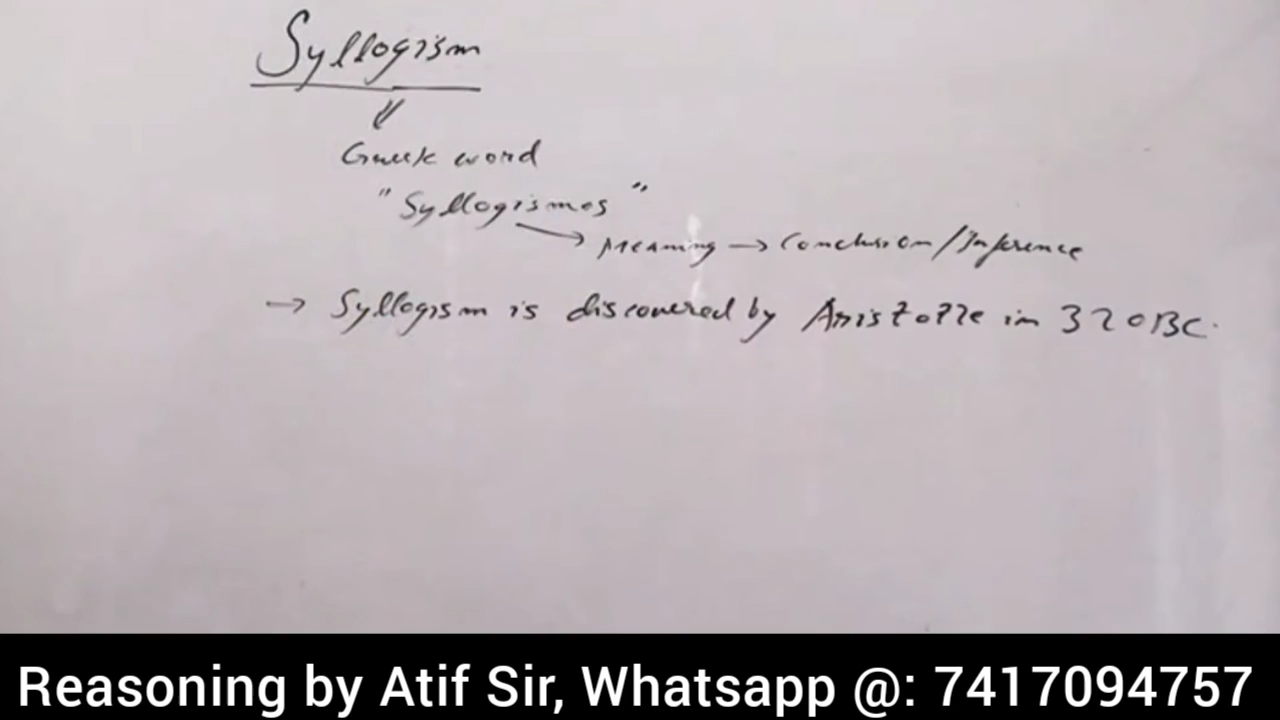 Syllogism
Greek word
"Syllogismos"
Meaning → Conclusion/Inference
→ Syllogism is discovered by Aristotle in 320BC.
Reasoning by Atif Sir, Whatsapp @: 7417094757